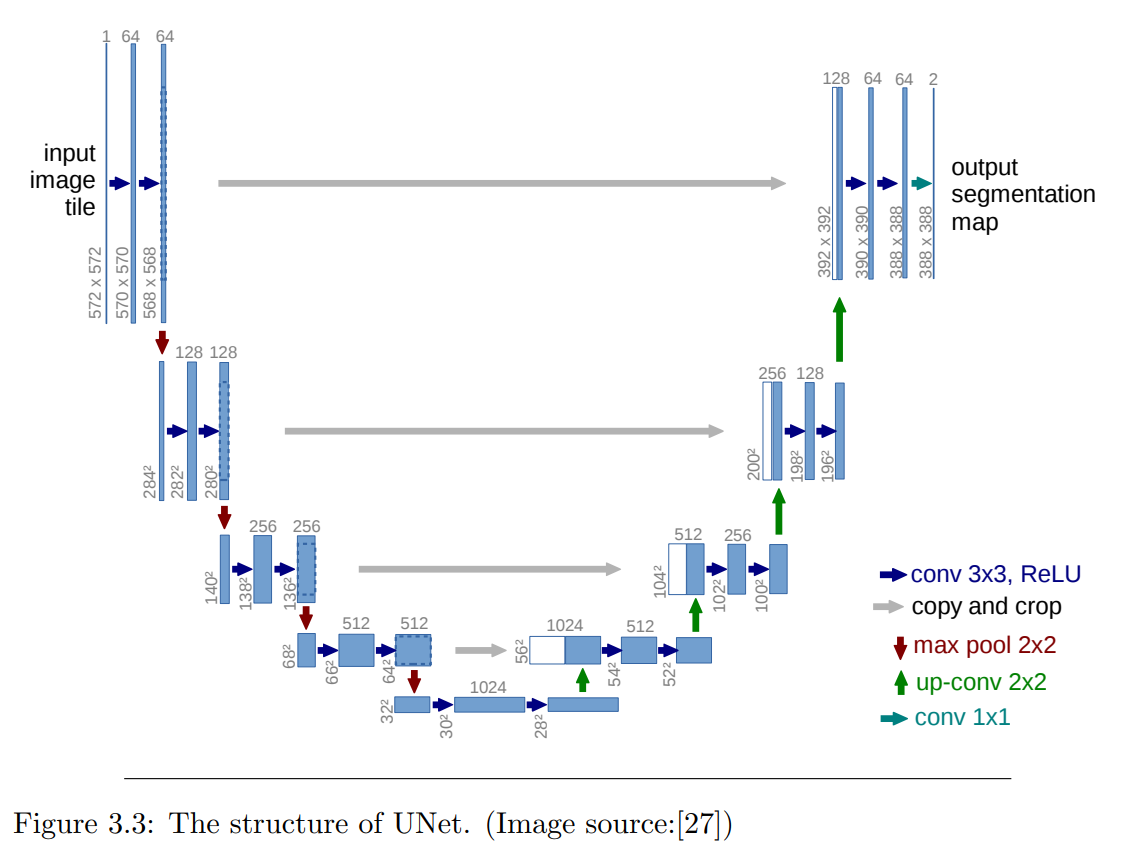 1 64 64
input
image
tile
572 x 572
570 x 570
568 x 568
128 64 64 2
output
segmentation
map
392 x 392
390 x 390
388 x 388
388 x 388
128 128
284²
282²
280²
256 128
200²
198²
196²
256 256
140²
138²
136²
512 256
104²
102²
100²
512 512
68²
66²
64²
1024 512
56²
54²
52²
1024
32²
30²
28²
conv 3x3, ReLU
copy and crop
max pool 2x2
up-conv 2x2
conv 1x1
Figure 3.3: The structure of UNet. (Image source:[27])